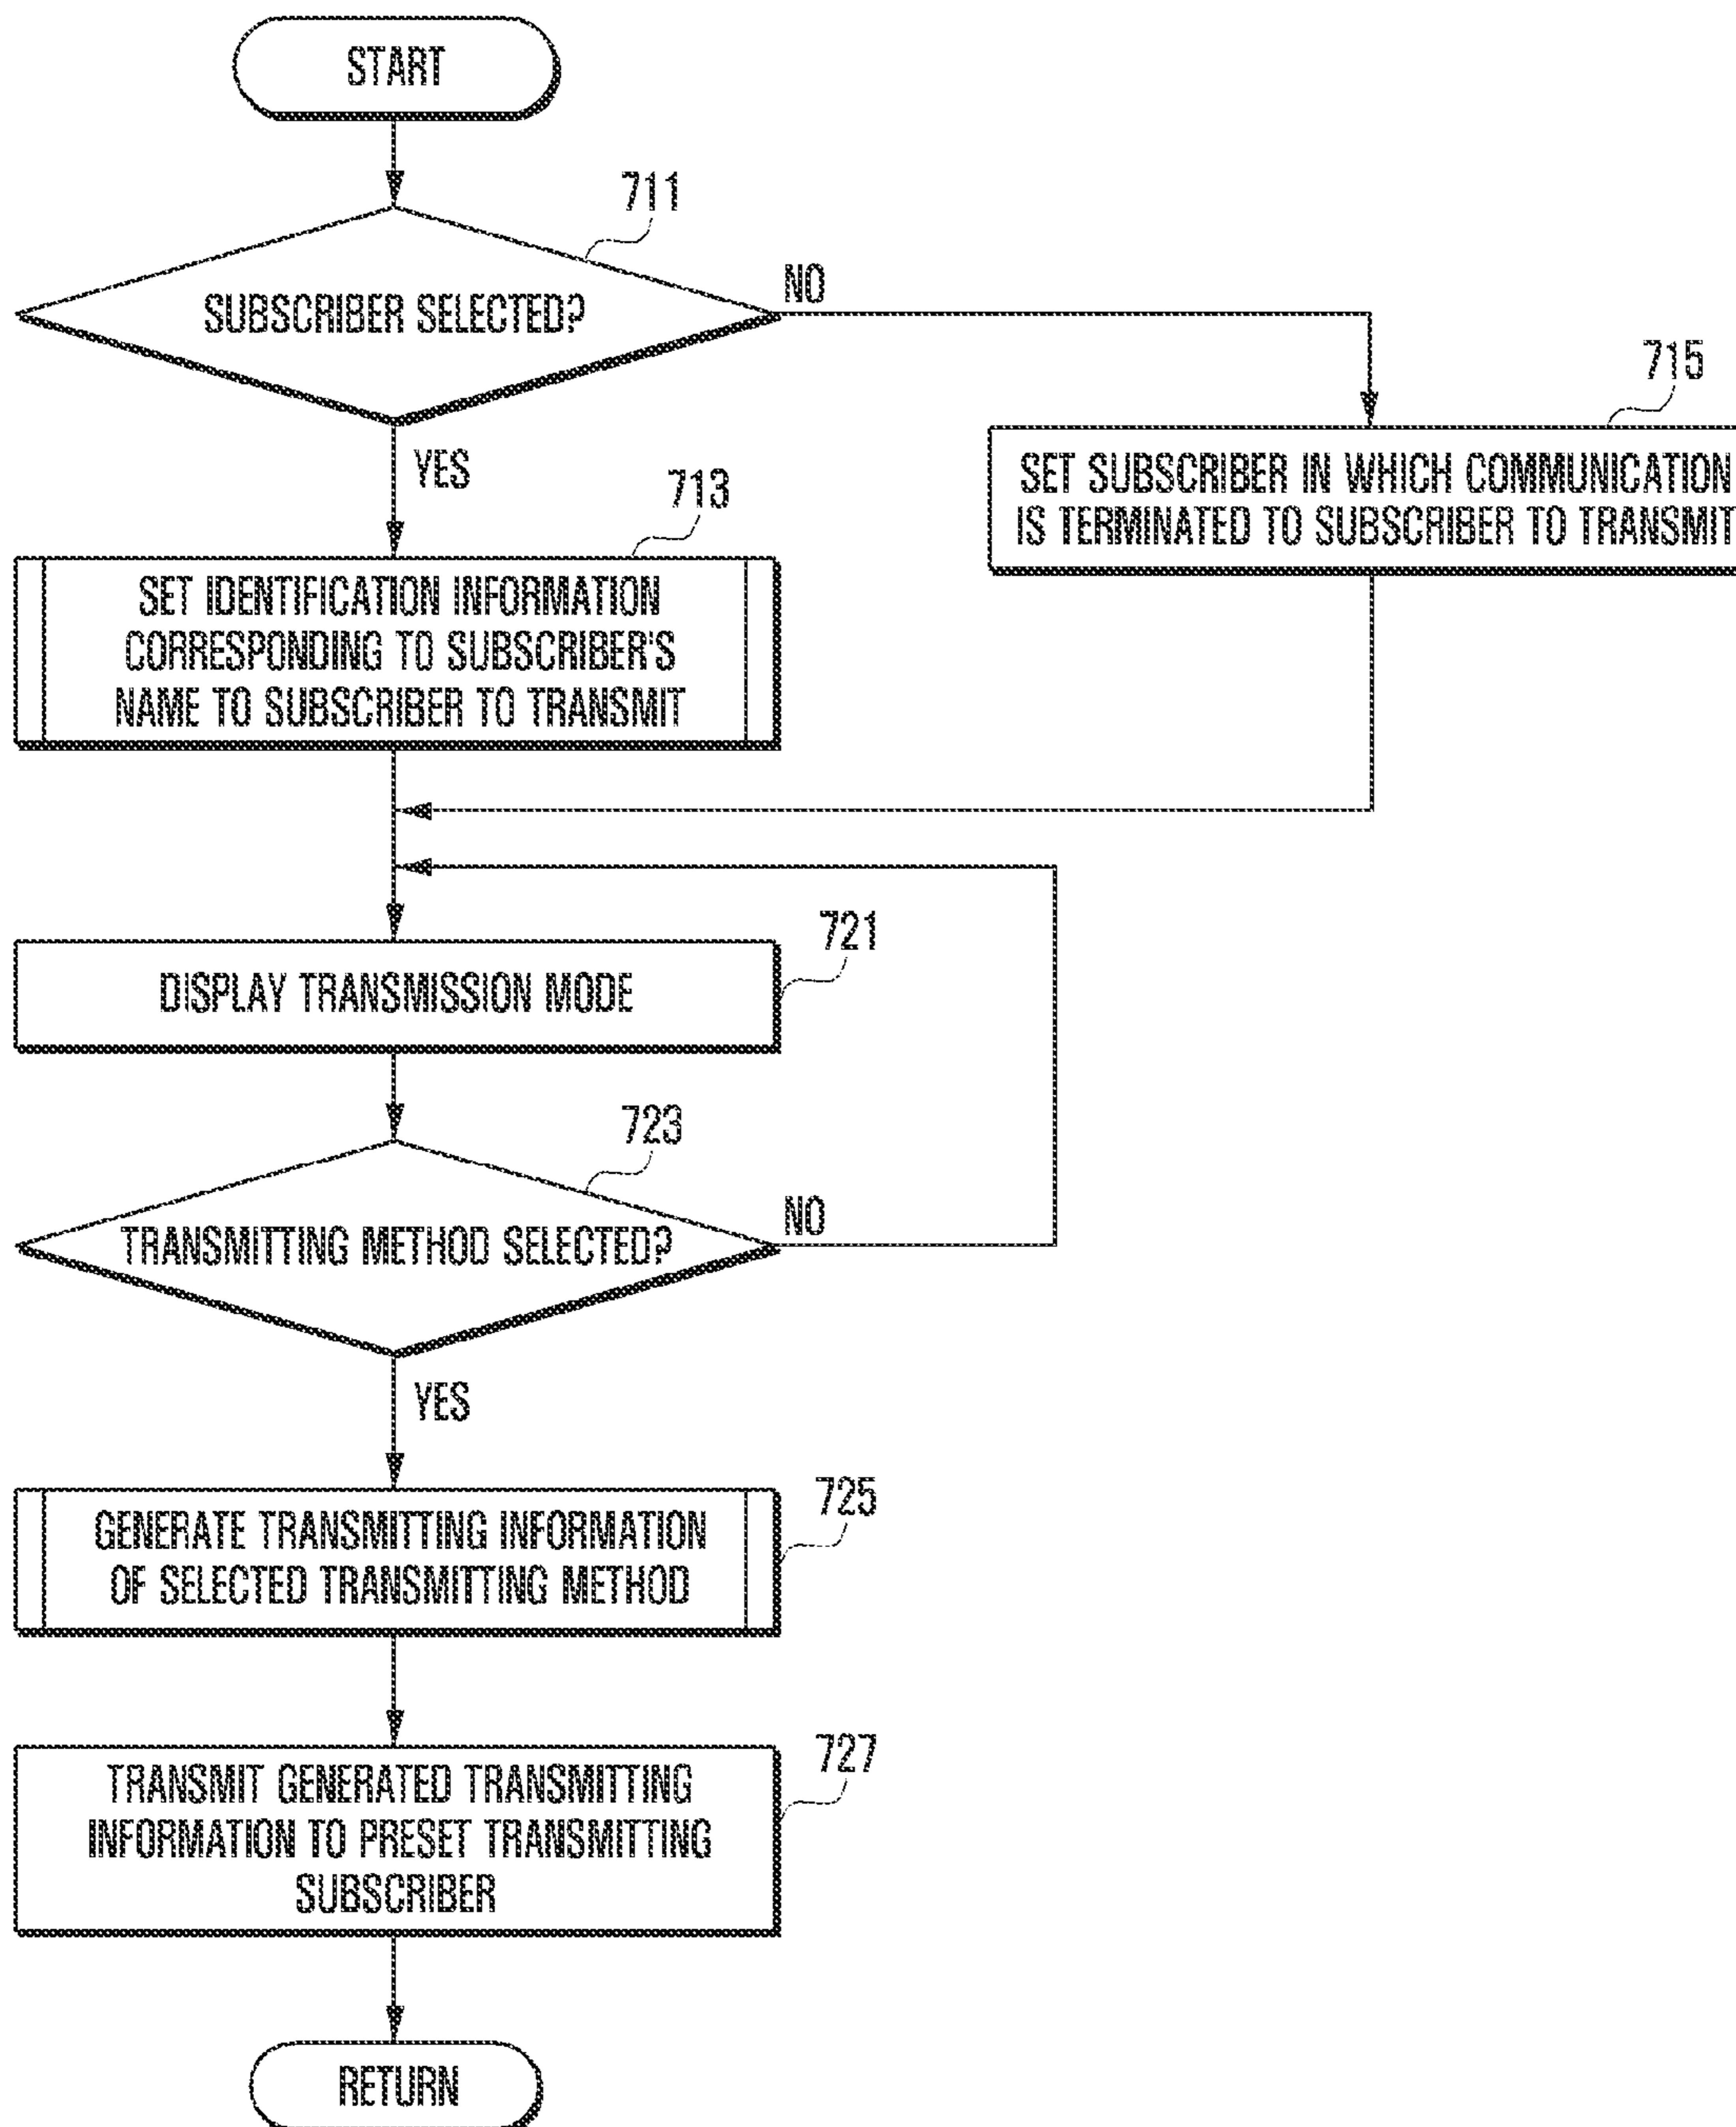 START
711
SUBSCRIBER SELECTED?
NO
YES
715
SET SUBSCRIBER IN WHICH COMMUNICATION
IS TERMINATED TO SUBSCRIBER TO TRANSMIT
713
SET IDENTIFICATION INFORMATION
CORRESPONDING TO SUBSCRIBER'S
NAME TO SUBSCRIBER TO TRANSMIT
721
DISPLAY TRANSMISSION MODE
723
TRANSMITTING METHOD SELECTED?
NO
YES
725
GENERATE TRANSMITTING INFORMATION
OF SELECTED TRANSMITTING METHOD
727
TRANSMIT GENERATED TRANSMITTING
INFORMATION TO PRESET TRANSMITTING
SUBSCRIBER
RETURN